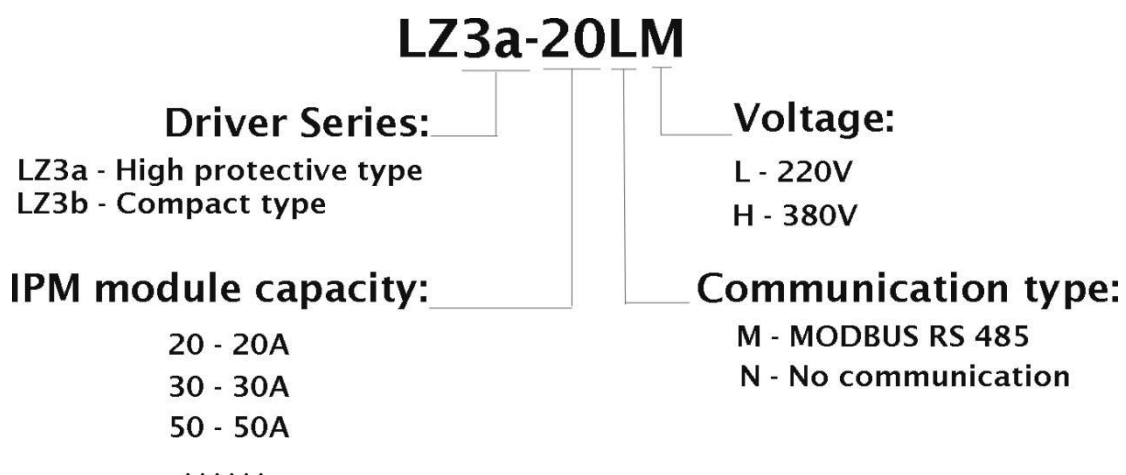 LZ3a-20LM
Driver Series:
LZ3a - High protective type
LZ3b - Compact type
Voltage:
L - 220V
H - 380V
IPM module capacity:
20 - 20A
30 - 30A
50 - 50A
......
Communication type:
M - MODBUS RS 485
N - No communication